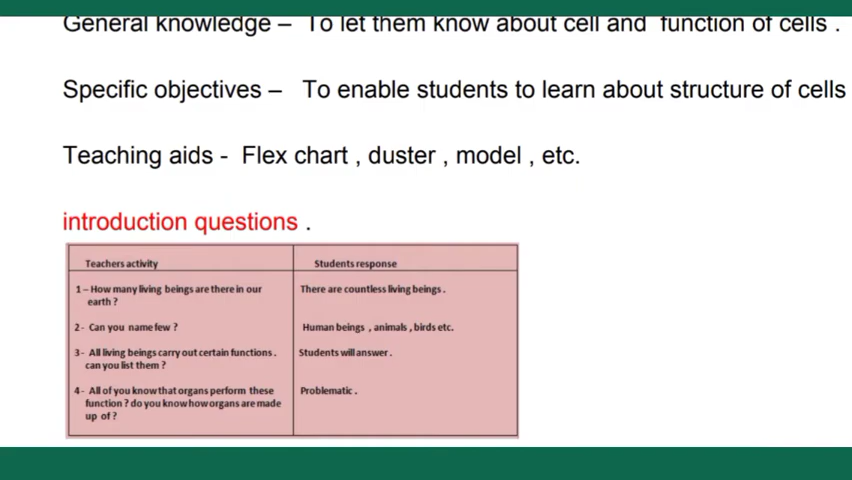 General knowledge – To let them know about cell and function of cells .
Specific objectives – To enable students to learn about structure of cells
Teaching aids - Flex chart , duster , model , etc.
introduction questions .
Teachers activity
Students response
1 – How many living beings are there in our
earth ?
There are countless living beings .
2 - Can you name few ?
Human beings , animals , birds etc.
3 - All living beings carry out certain functions .
can you list them ?
Students will answer .
4 - All of you know that organs perform these
function ? do you know how organs are made
up of ?
Problematic .